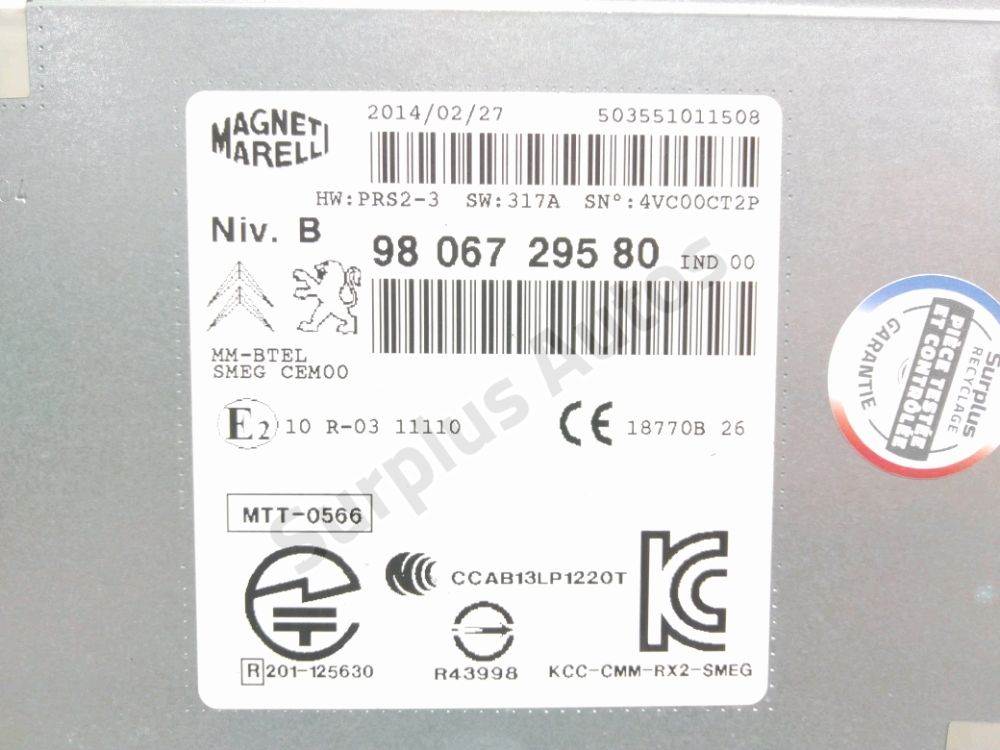 2014/02/27 503551011508
MAGNETI
MARELLI
HW:PRS2-3 SW:317A SN°:4VC00CT2P
Niv. B
98 067 295 80 IND 00
MM-BTEL
SMEG CEM00
E2 10 R-03 11110
CE 18770B 26
MTT-0566
CCAB13LP1220T
R 201-125630
R43998
KCC-CMM-RX2-SMEG
Surplus Autos
GARANTIE
PIÈCE TESTÉE
ET CONTRÔLÉE
Surplus
RECYCLAGE
04